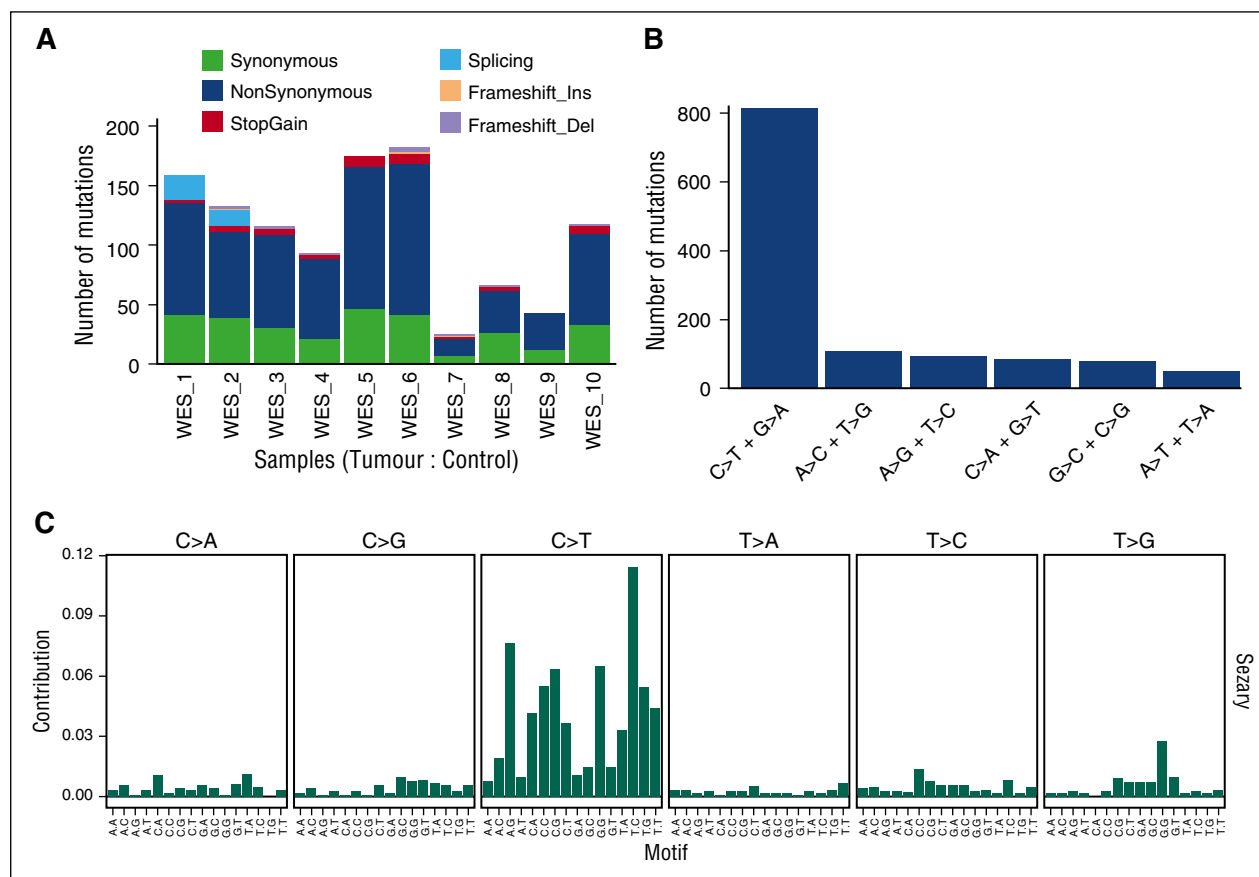 A
Synonymous
NonSynonymous
StopGain
Splicing
Frameshift_Ins
Frameshift_Del
Number of mutations
200
150
100
50
0
WES_1
WES_2
WES_3
WES_4
WES_5
WES_6
WES_7
WES_8
WES_9
WES_10
Samples (Tumour : Control)
B
Number of mutations
800
600
400
200
0
C>T + G>A
A>C + T>G
A>G + T>C
C>A + G>T
G>C + C>G
A>T + T>A
C
C>A
C>G
C>T
T>A
T>C
T>G
Contribution
0.12
0.09
0.06
0.03
0.00
A.A A.C A.G A.T C.A C.C C.G C.T G.A G.C G.G G.T T.A T.C T.G T.T
A.A A.C A.G A.T C.A C.C C.G C.T G.A G.C G.G G.T T.A T.C T.G T.T
A.A A.C A.G A.T C.A C.C C.G C.T G.A G.C G.G G.T T.A T.C T.G T.T
A.A A.C A.G A.T C.A C.C C.G C.T G.A G.C G.G G.T T.A T.C T.G T.T
A.A A.C A.G A.T C.A C.C C.G C.T G.A G.C G.G G.T T.A T.C T.G T.T
A.A A.C A.G A.T C.A C.C C.G C.T G.A G.C G.G G.T T.A T.C T.G T.T
Motif
Sezary